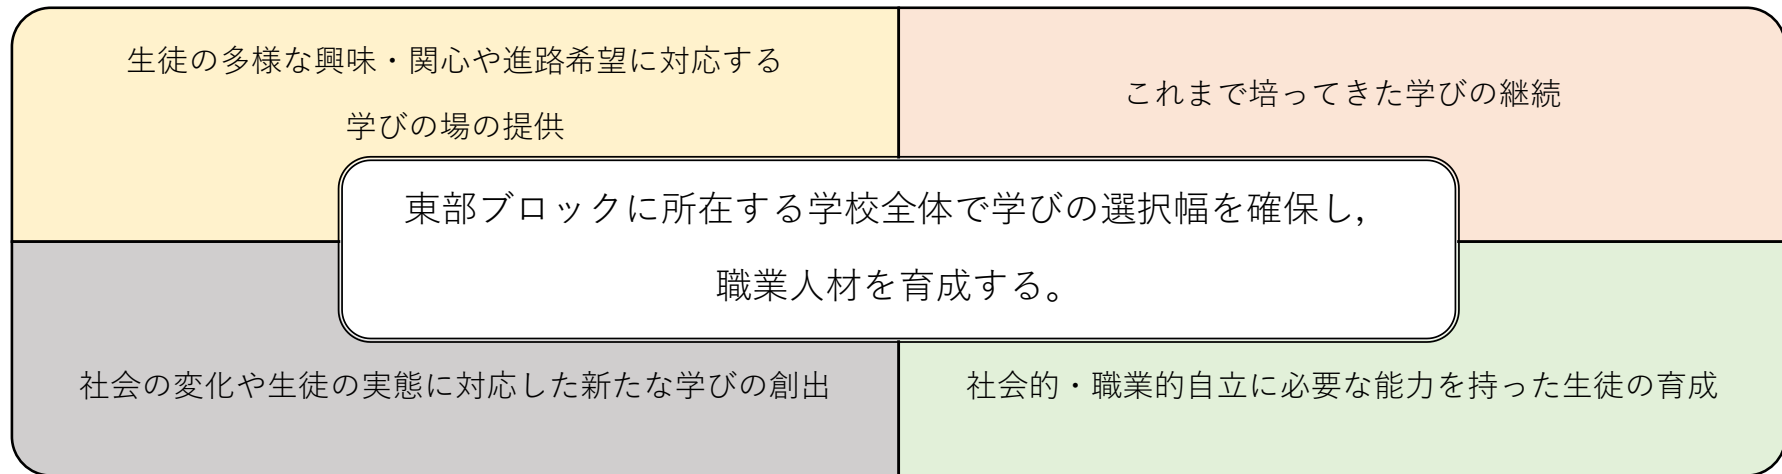 生徒の多様な興味・関心や進路希望に対応する
学びの場の提供
これまで培ってきた学びの継続
東部ブロックに所在する学校全体で学びの選択幅を確保し,
職業人材を育成する。
社会の変化や生徒の実態に対応した新たな学びの創出
社会的・職業的自立に必要な能力を持った生徒の育成